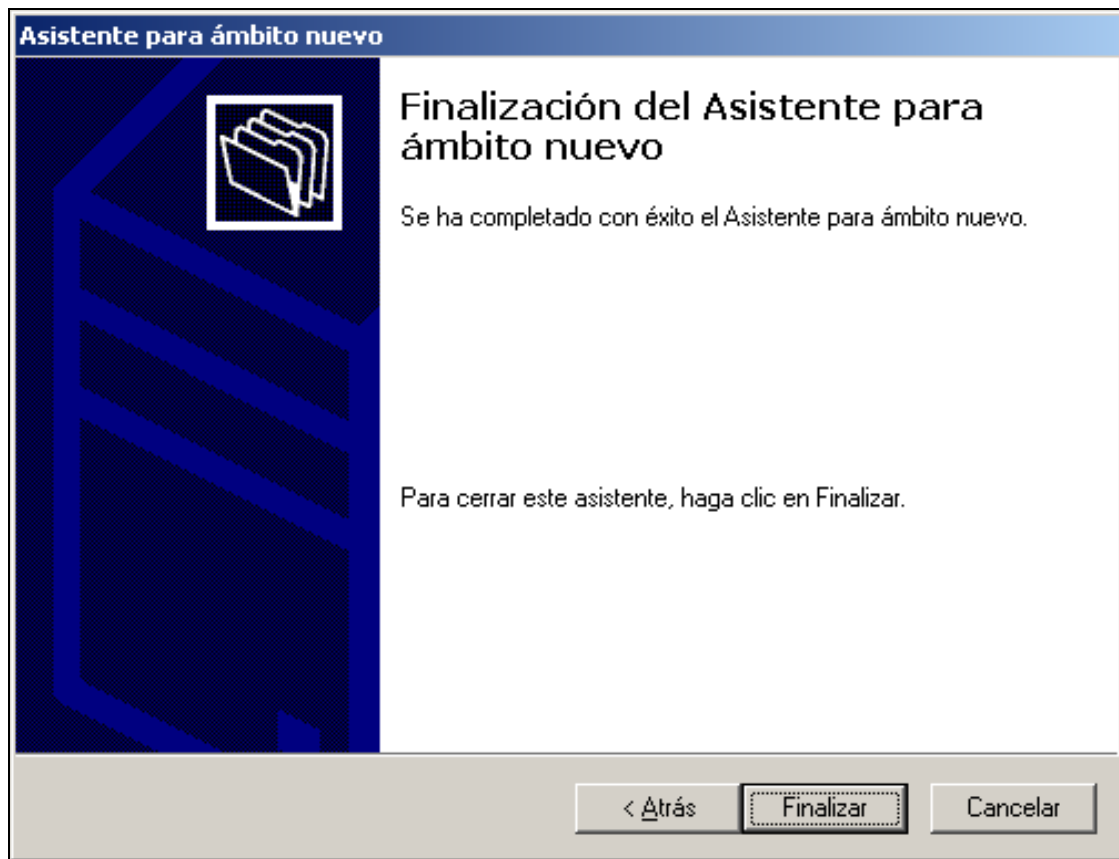 Asistente para ámbito nuevo
Finalización del Asistente para
ámbito nuevo
Se ha completado con éxito el Asistente para ámbito nuevo.
Para cerrar este asistente, haga clic en Finalizar.
< Atrás
Finalizar
Cancelar